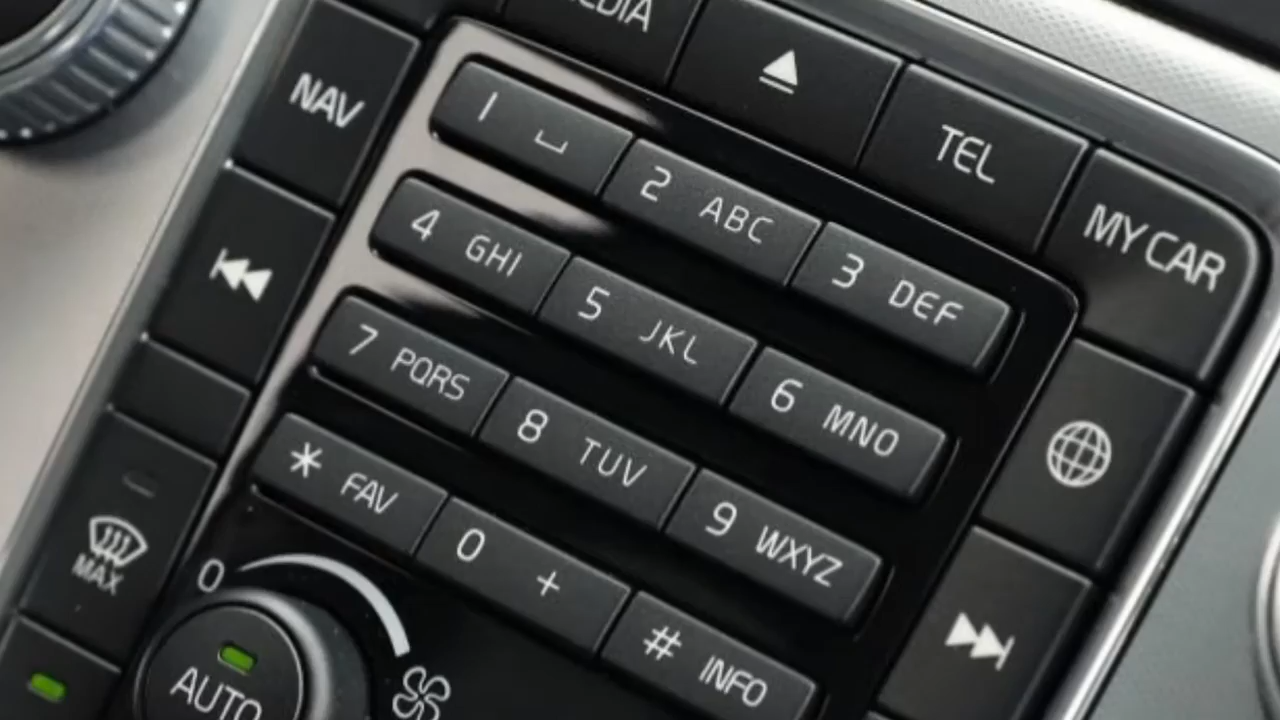 TEL
MY CAR
NAV
1 ⎵
2 ABC
3 DEF
4 GHI
5 JKL
6 MNO
7 PQRS
8 TUV
9 WXYZ
* FAV
0 +
# INFO
MAX
0
AUTO